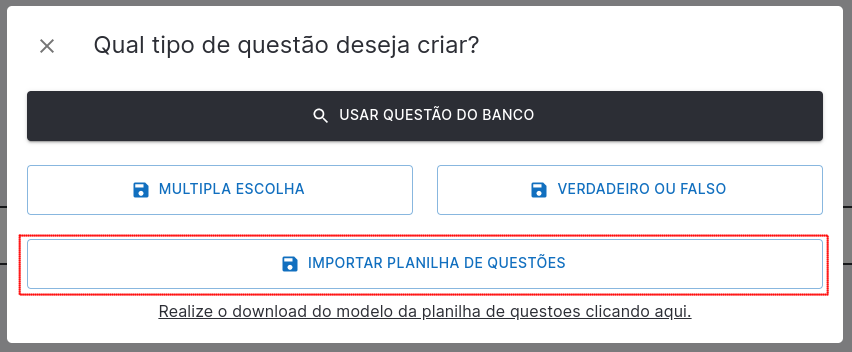 Qual tipo de questão deseja criar?
USAR QUESTÃO DO BANCO
MULTIPLA ESCOLHA
VERDADEIRO OU FALSO
IMPORTAR PLANILHA DE QUESTÕES
Realize o download do modelo da planilha de questoes clicando aqui.